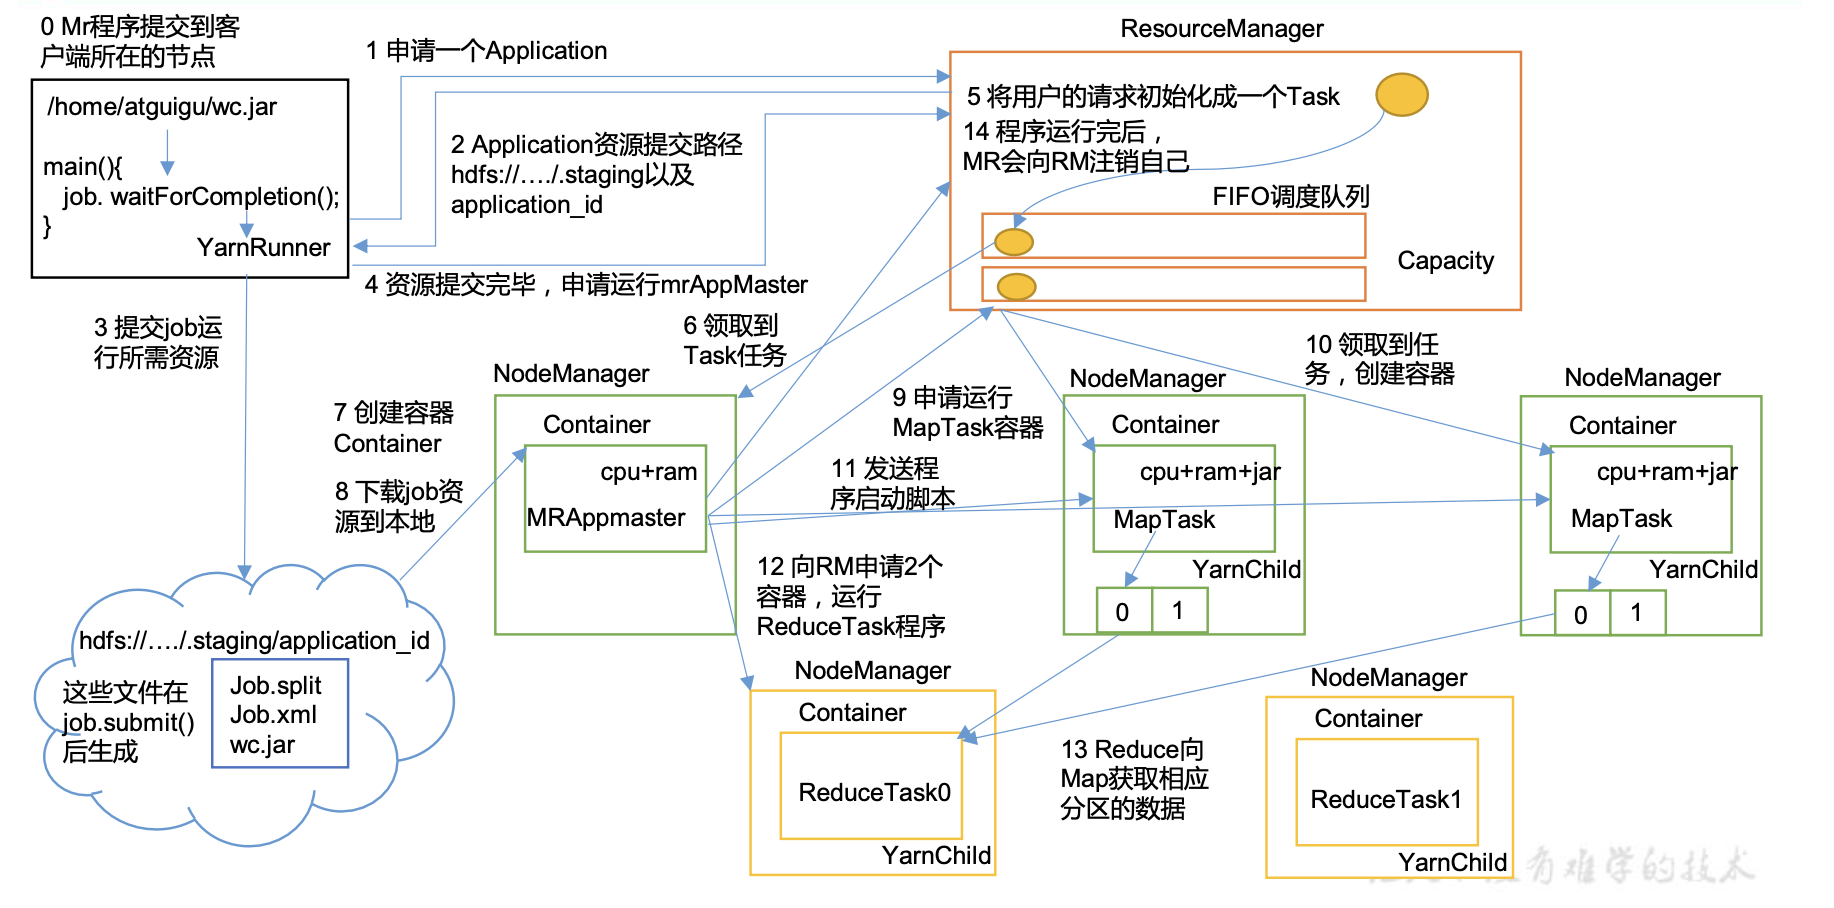 0 Mr程序提交到客
户端所在的节点
/home/atguigu/wc.jar
main(){
job. waitForCompletion();
}
YarnRunner
1 申请一个Application
2 Application资源提交路径
hdfs://…./.staging以及
application_id
4 资源提交完毕，申请运行mrAppMaster
3 提交job运
行所需资源
ResourceManager
5 将用户的请求初始化成一个Task
14 程序运行完后，
MR会向RM注销自己
FIFO调度队列
Capacity
6 领取到
Task任务
NodeManager
Container
cpu+ram
MRAppmaster
7 创建容器
Container
8 下载job资
源到本地
9 申请运行
MapTask容器
10 领取到任
务，创建容器
11 发送程
序启动脚本
NodeManager
Container
cpu+ram+jar
MapTask
YarnChild
0 1
NodeManager
Container
cpu+ram+jar
MapTask
YarnChild
0 1
12 向RM申请2个
容器，运行
ReduceTask程序
hdfs://…./.staging/application_id
这些文件在
job.submit()
后生成
Job.split
Job.xml
wc.jar
NodeManager
Container
ReduceTask0
YarnChild
13 Reduce向
Map获取相应
分区的数据
NodeManager
Container
ReduceTask1
YarnChild
有难学的技术